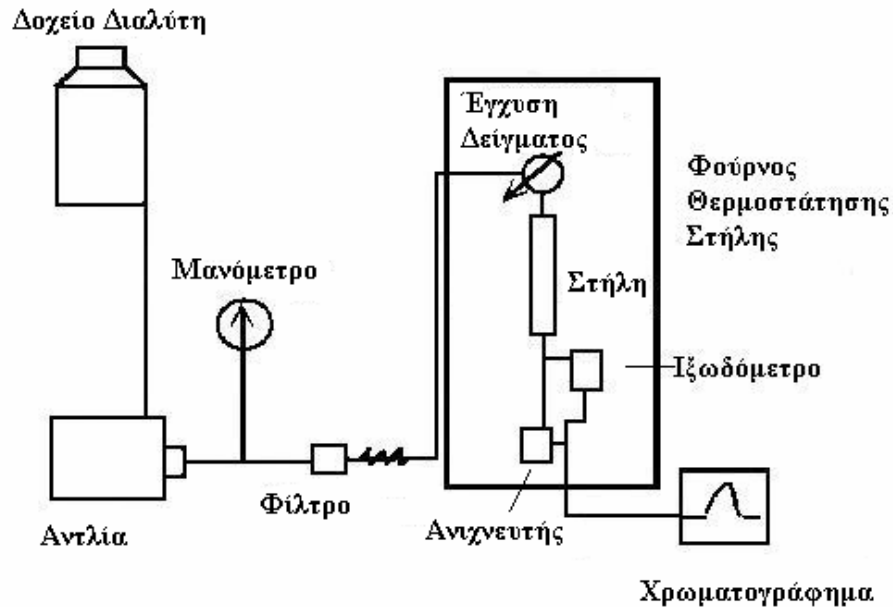 Δοχείο Διαλύτη
Έγχυση
Δείγματος
Φούρνος
Θερμοστάτησης
Στήλης
Μανόμετρο
Στήλη
Ιξωδόμετρο
Φίλτρο
Αντλία
Ανιχνευτής
Χρωματογράφημα